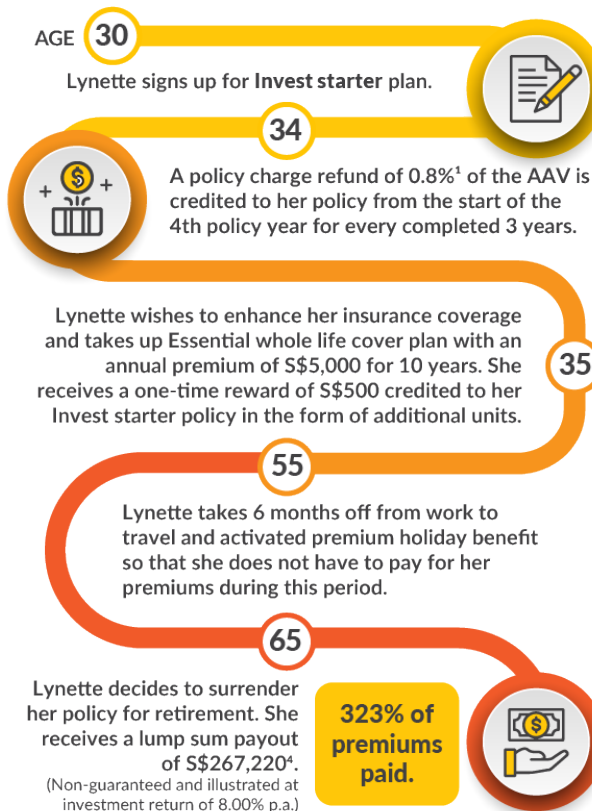 AGE 30
Lynette signs up for Invest starter plan.
34
A policy charge refund of 0.8%¹ of the AAV is
credited to her policy from the start of the
4th policy year for every completed 3 years.
Lynette wishes to enhance her insurance coverage
and takes up Essential whole life cover plan with an
annual premium of S$5,000 for 10 years. She
receives a one-time reward of S$500 credited to her
Invest starter policy in the form of additional units.
35
55
Lynette takes 6 months off from work to
travel and activated premium holiday benefit
so that she does not have to pay for her
premiums during this period.
65
Lynette decides to surrender
her policy for retirement. She
receives a lump sum payout
of S$267,220⁴.
(Non-guaranteed and illustrated at
investment return of 8.00% p.a.)
323% of
premiums
paid.